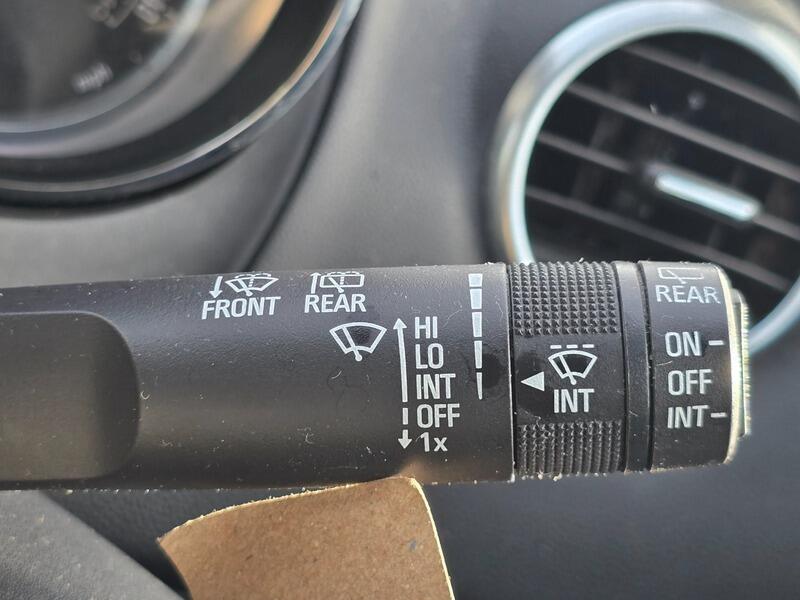 FRONT
REAR
HI
LO
INT
OFF
1x
INT
REAR
ON
OFF
INT